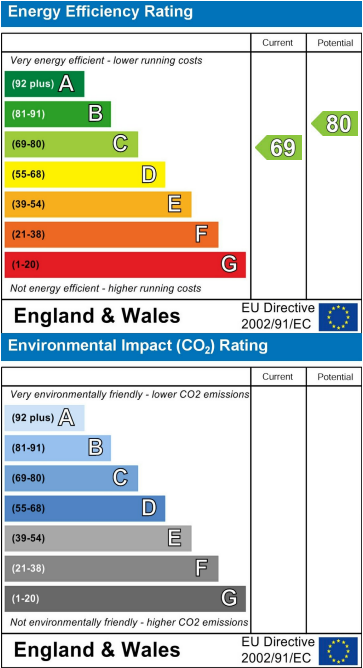 Energy Efficiency Rating
Current Potential
Very energy efficient - lower running costs
(92 plus) A
(81-91) B
(69-80) C
(55-68) D
(39-54) E
(21-38) F
(1-20) G
69
80
Not energy efficient - higher running costs
England & Wales
EU Directive
2002/91/EC
Environmental Impact (CO2) Rating
Current Potential
Very environmentally friendly - lower CO2 emissions
(92 plus) A
(81-91) B
(69-80) C
(55-68) D
(39-54) E
(21-38) F
(1-20) G
Not environmentally friendly - higher CO2 emissions
England & Wales
EU Directive
2002/91/EC